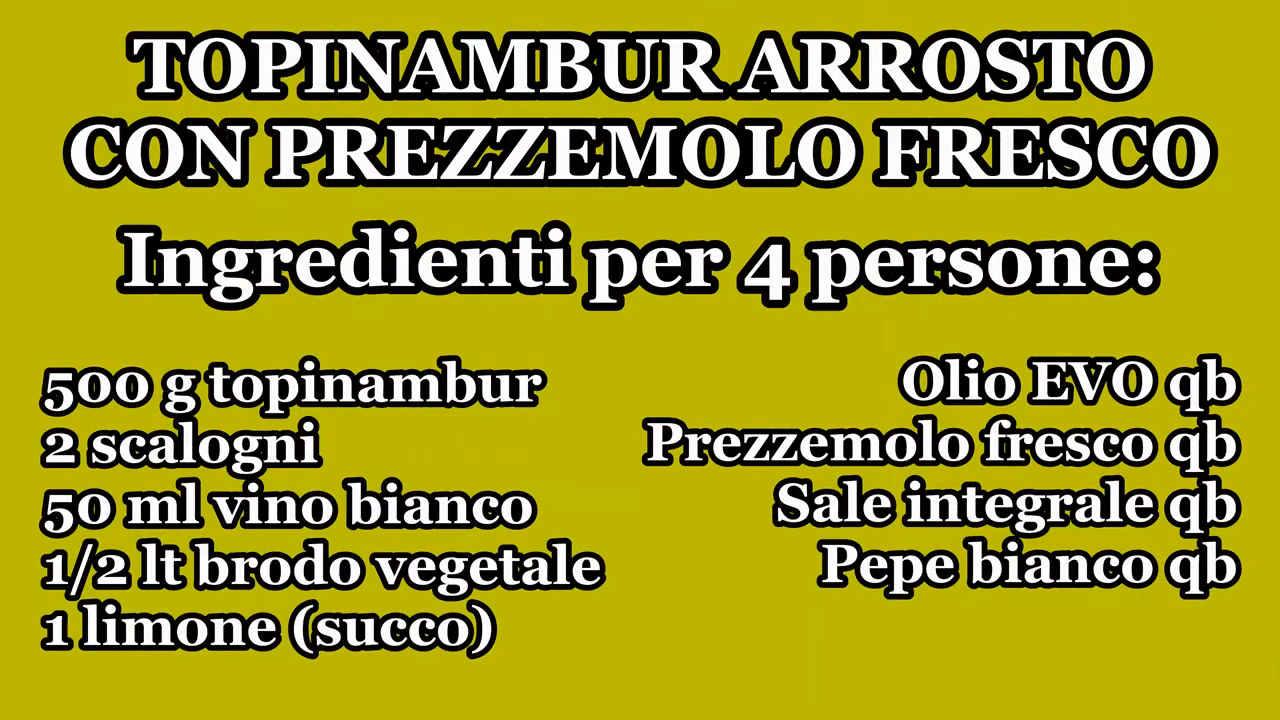 TOPINAMBUR ARROSTO
CON PREZZEMOLO FRESCO
Ingredienti per 4 persone:
500 g topinambur
2 scalogni
50 ml vino bianco
1/2 lt brodo vegetale
1 limone (succo)
Olio EVO qb
Prezzemolo fresco qb
Sale integrale qb
Pepe bianco qb